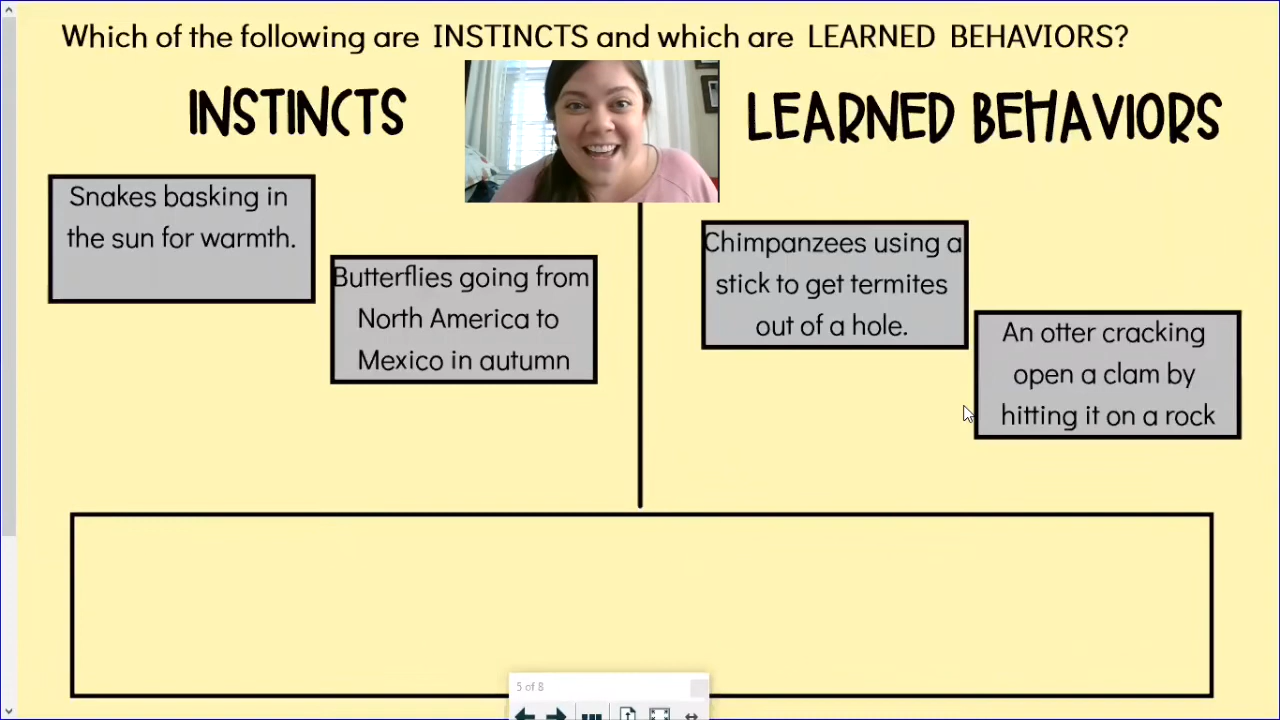 Which of the following are INSTINCTS and which are LEARNED BEHAVIORS?
INSTINCTS
LEARNED BEHAVIORS
Snakes basking in
the sun for warmth.
Butterflies going from
North America to
Mexico in autumn
Chimpanzees using a
stick to get termites
out of a hole.
An otter cracking
open a clam by
hitting it on a rock
5 of 8